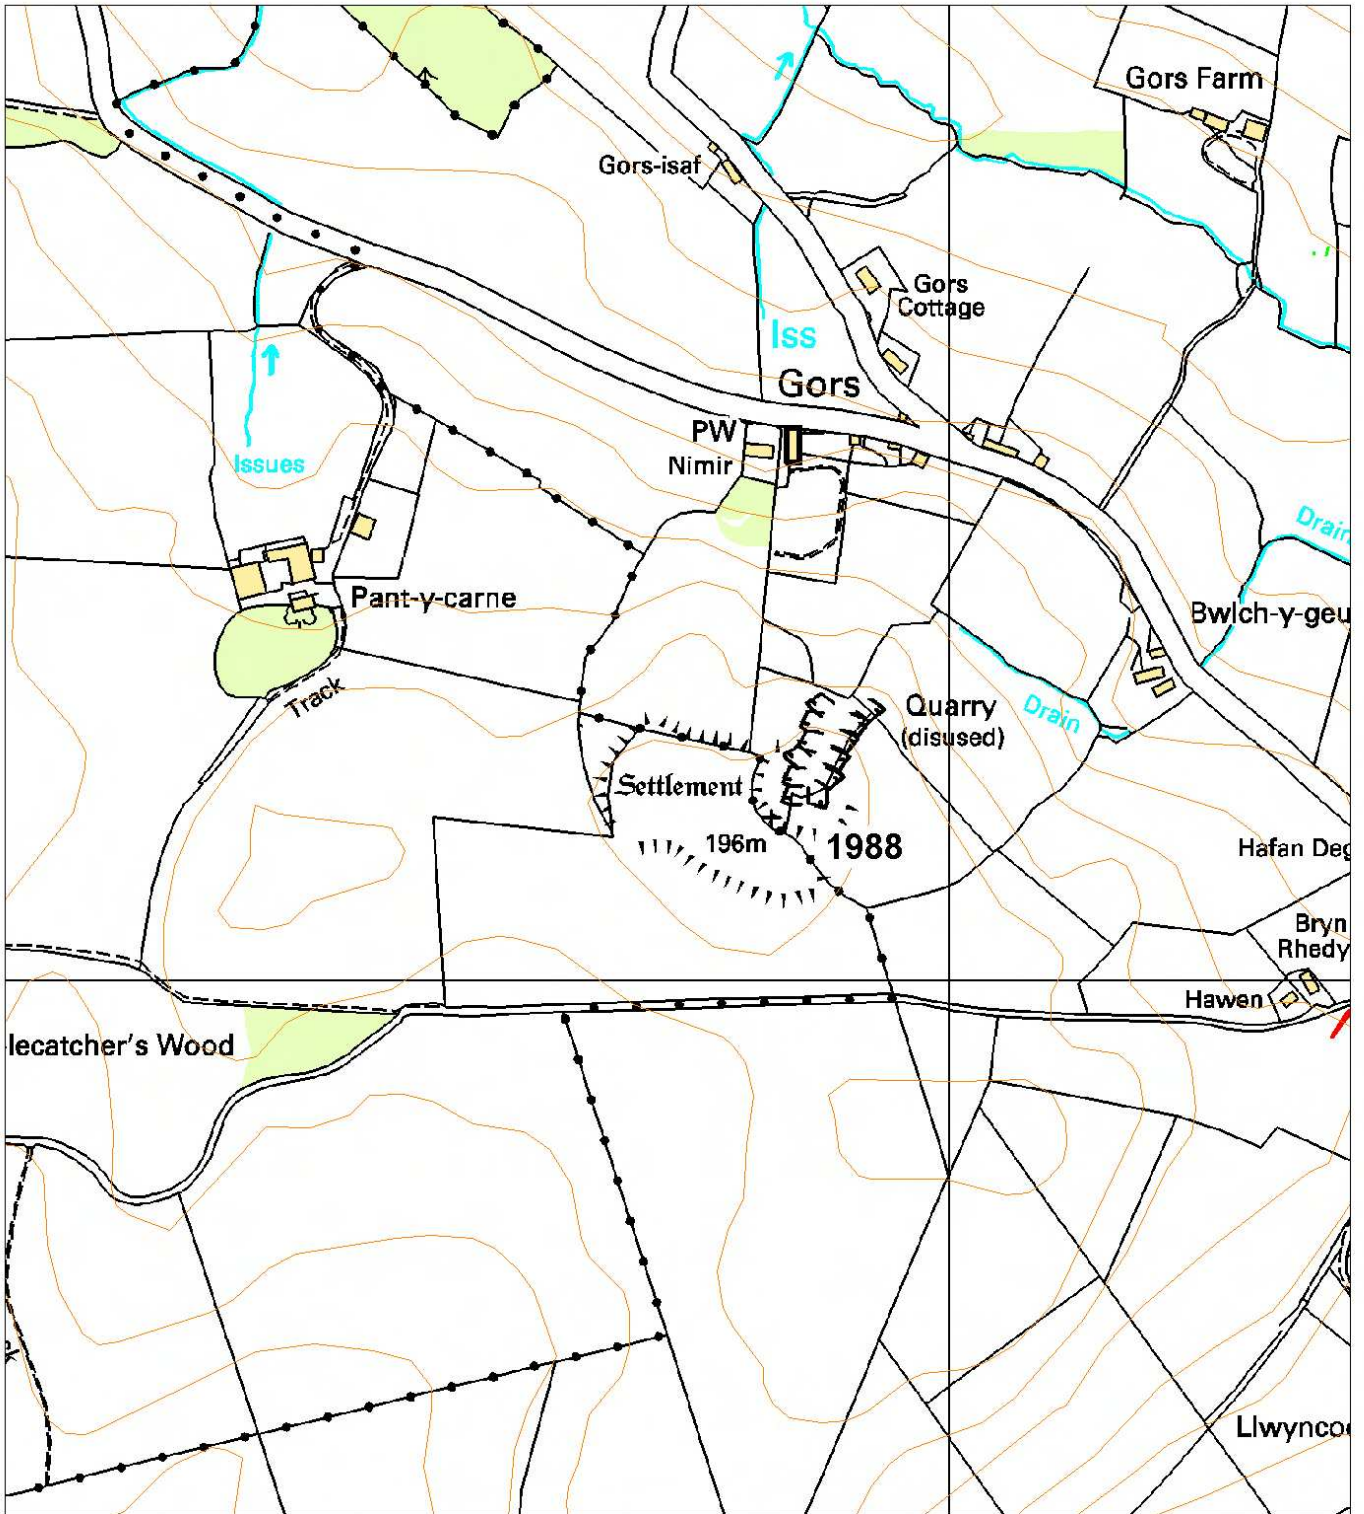 Gors Farm
Gors-isaf
Gors
Cottage
Iss
Gors
PW
Nimir
Issues
Drain
Pant-y-carne
Bwlch-y-geu
Track
Quarry
(disused)
Drain
Settlement
196m
1988
Hafan Deg
Bryn
Rhedy
Hawen
lecatcher's Wood
Llwynco